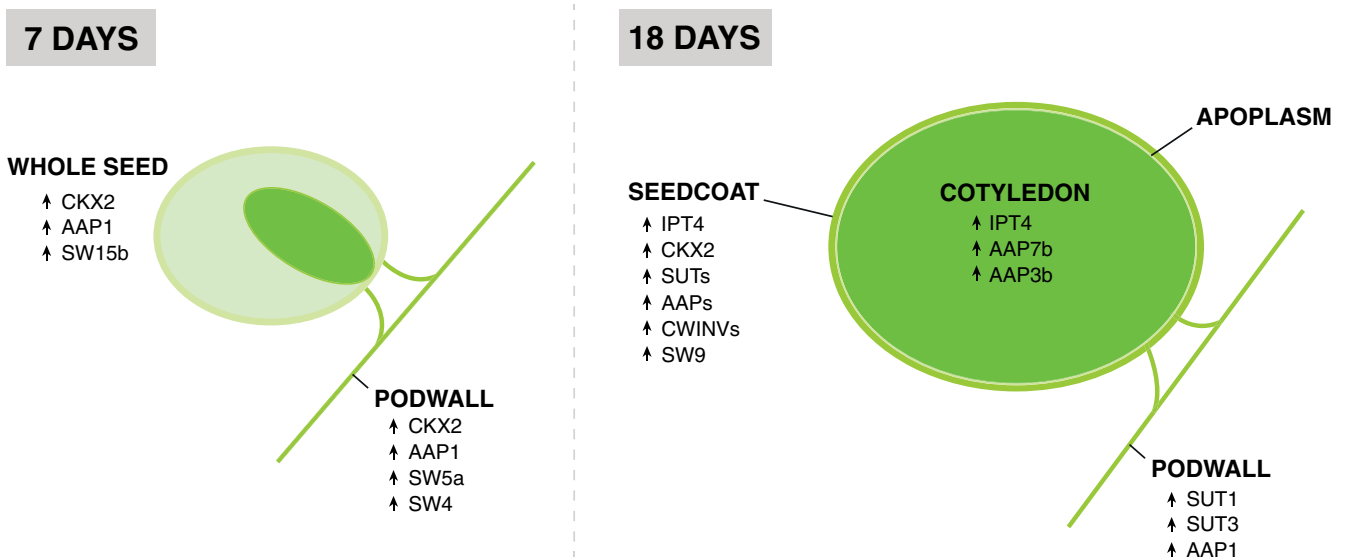 7 DAYS
WHOLE SEED
↑ CKX2
↑ AAP1
↑ SW15b
PODWALL
↑ CKX2
↑ AAP1
↑ SW5a
↑ SW4
18 DAYS
APOPLASM
SEEDCOAT
↑ IPT4
↑ CKX2
↑ SUTs
↑ AAPs
↑ CWINVs
↑ SW9
COTYLEDON
↑ IPT4
↑ AAP7b
↑ AAP3b
PODWALL
↑ SUT1
↑ SUT3
↑ AAP1